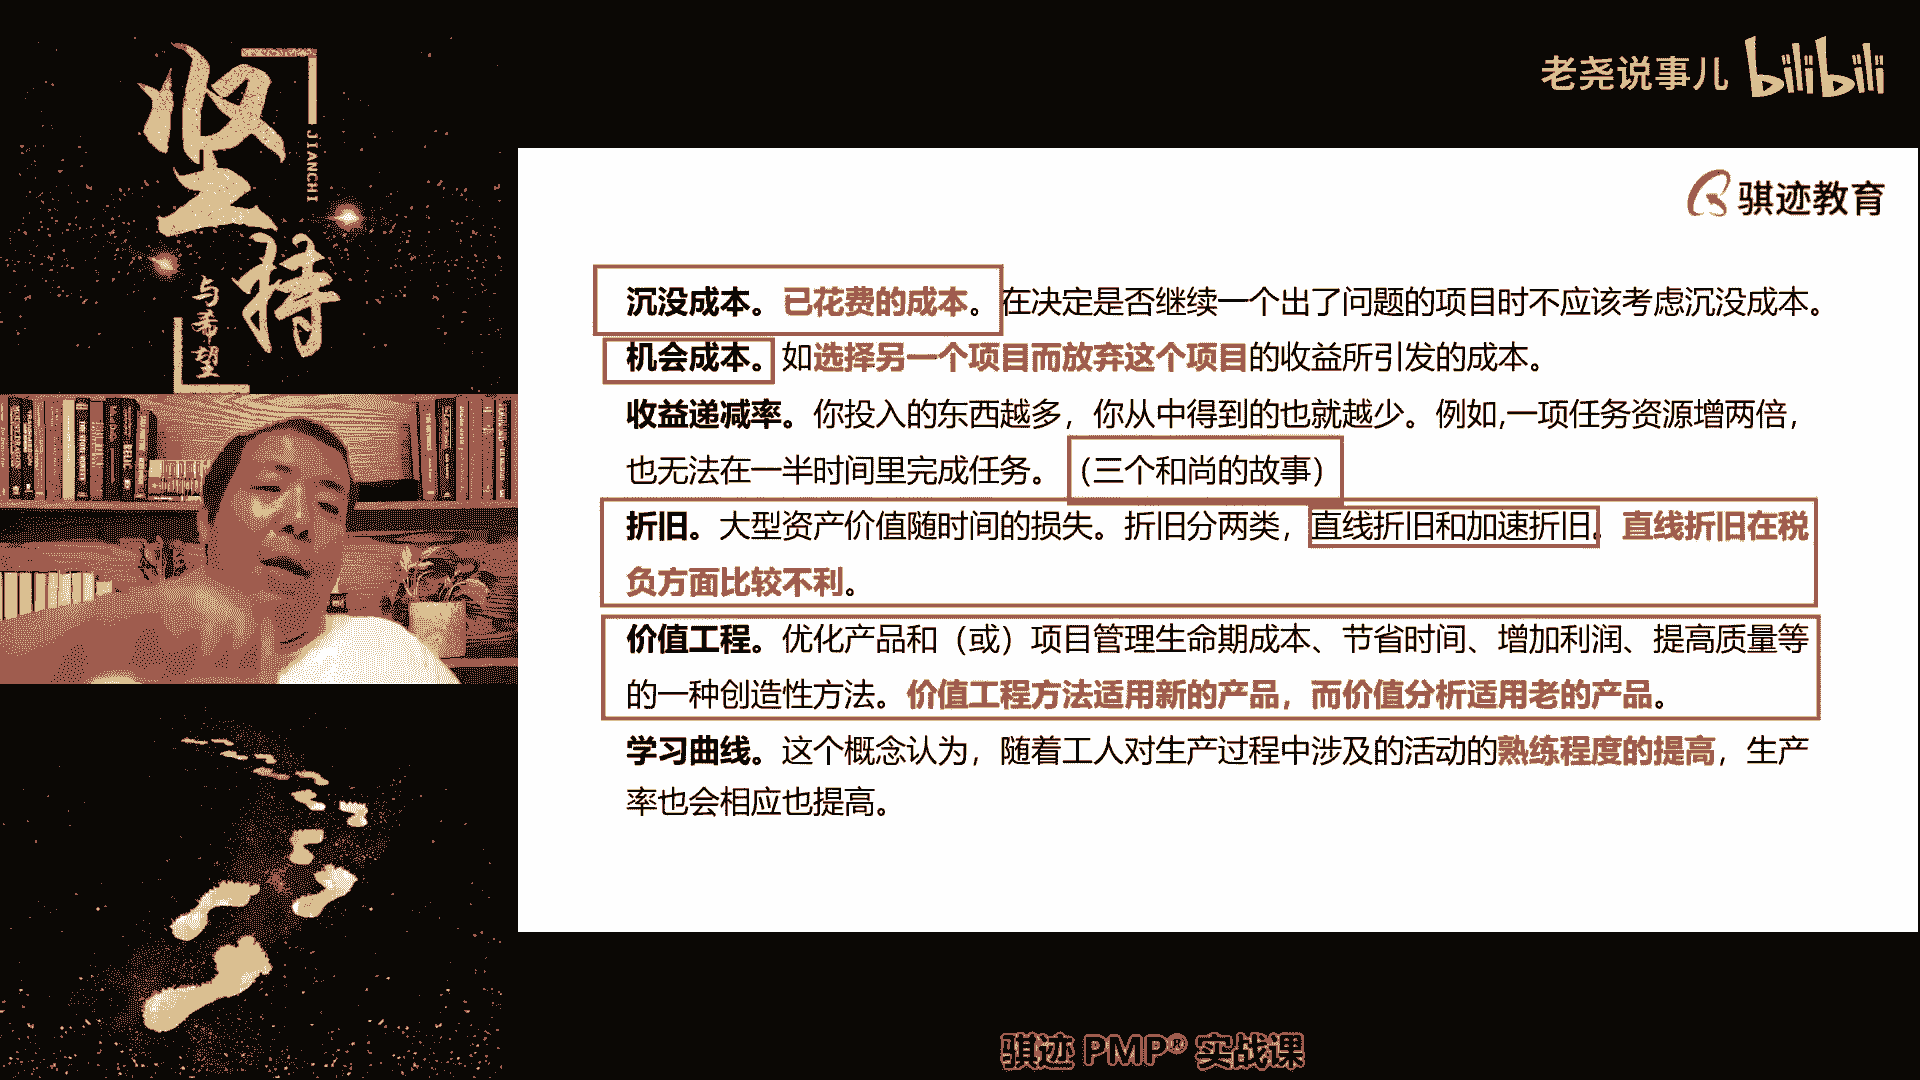 坚持
JIANCHI
与希望
老尧说事儿 bilibili
骐迹教育
沉没成本。已花费的成本。在决定是否继续一个出了问题的项目时不应该考虑沉没成本。
机会成本。如选择另一个项目而放弃这个项目的收益所引发的成本。
收益递减率。你投入的东西越多，你从中得到的也就越少。例如,一项任务资源增两倍，
也无法在一半时间里完成任务。（三个和尚的故事）
折旧。大型资产价值随时间的损失。折旧分两类，直线折旧和加速折旧。直线折旧在税
负方面比较不利。
价值工程。优化产品和（或）项目管理生命期成本、节省时间、增加利润、提高质量等
的一种创造性方法。价值工程方法适用新的产品，而价值分析适用老的产品。
学习曲线。这个概念认为，随着工人对生产过程中涉及的活动的熟练程度的提高，生产
率也会相应也提高。
骐迹 PMP® 实战课